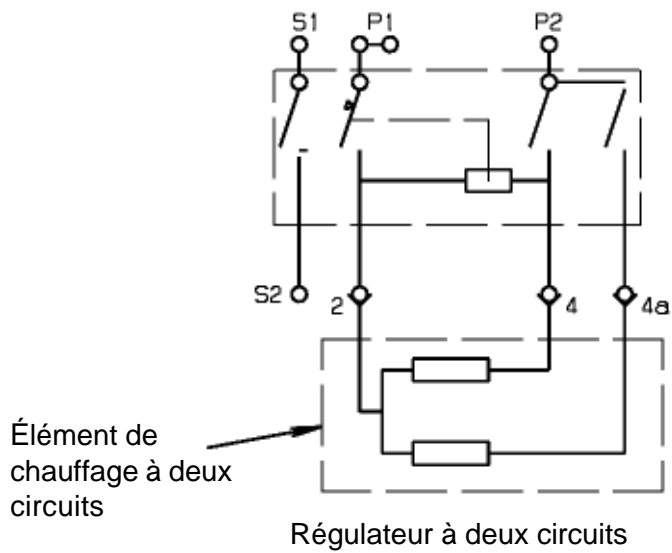 S1
P1
P2
S2
2
4
4a
Élément de
chauffage à deux
circuits
Régulateur à deux circuits